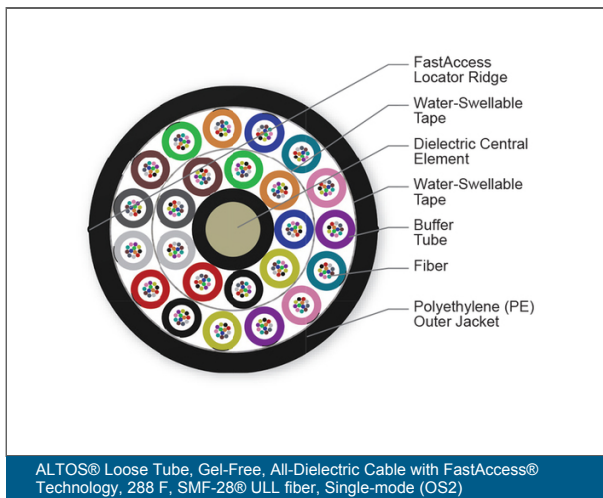 FastAccess
Locator Ridge
Water-Swellable
Tape
Dielectric Central
Element
Water-Swellable
Tape
Buffer
Tube
Fiber
Polyethylene (PE)
Outer Jacket
ALTOS® Loose Tube, Gel-Free, All-Dielectric Cable with FastAccess®
Technology, 288 F, SMF-28® ULL fiber, Single-mode (OS2)